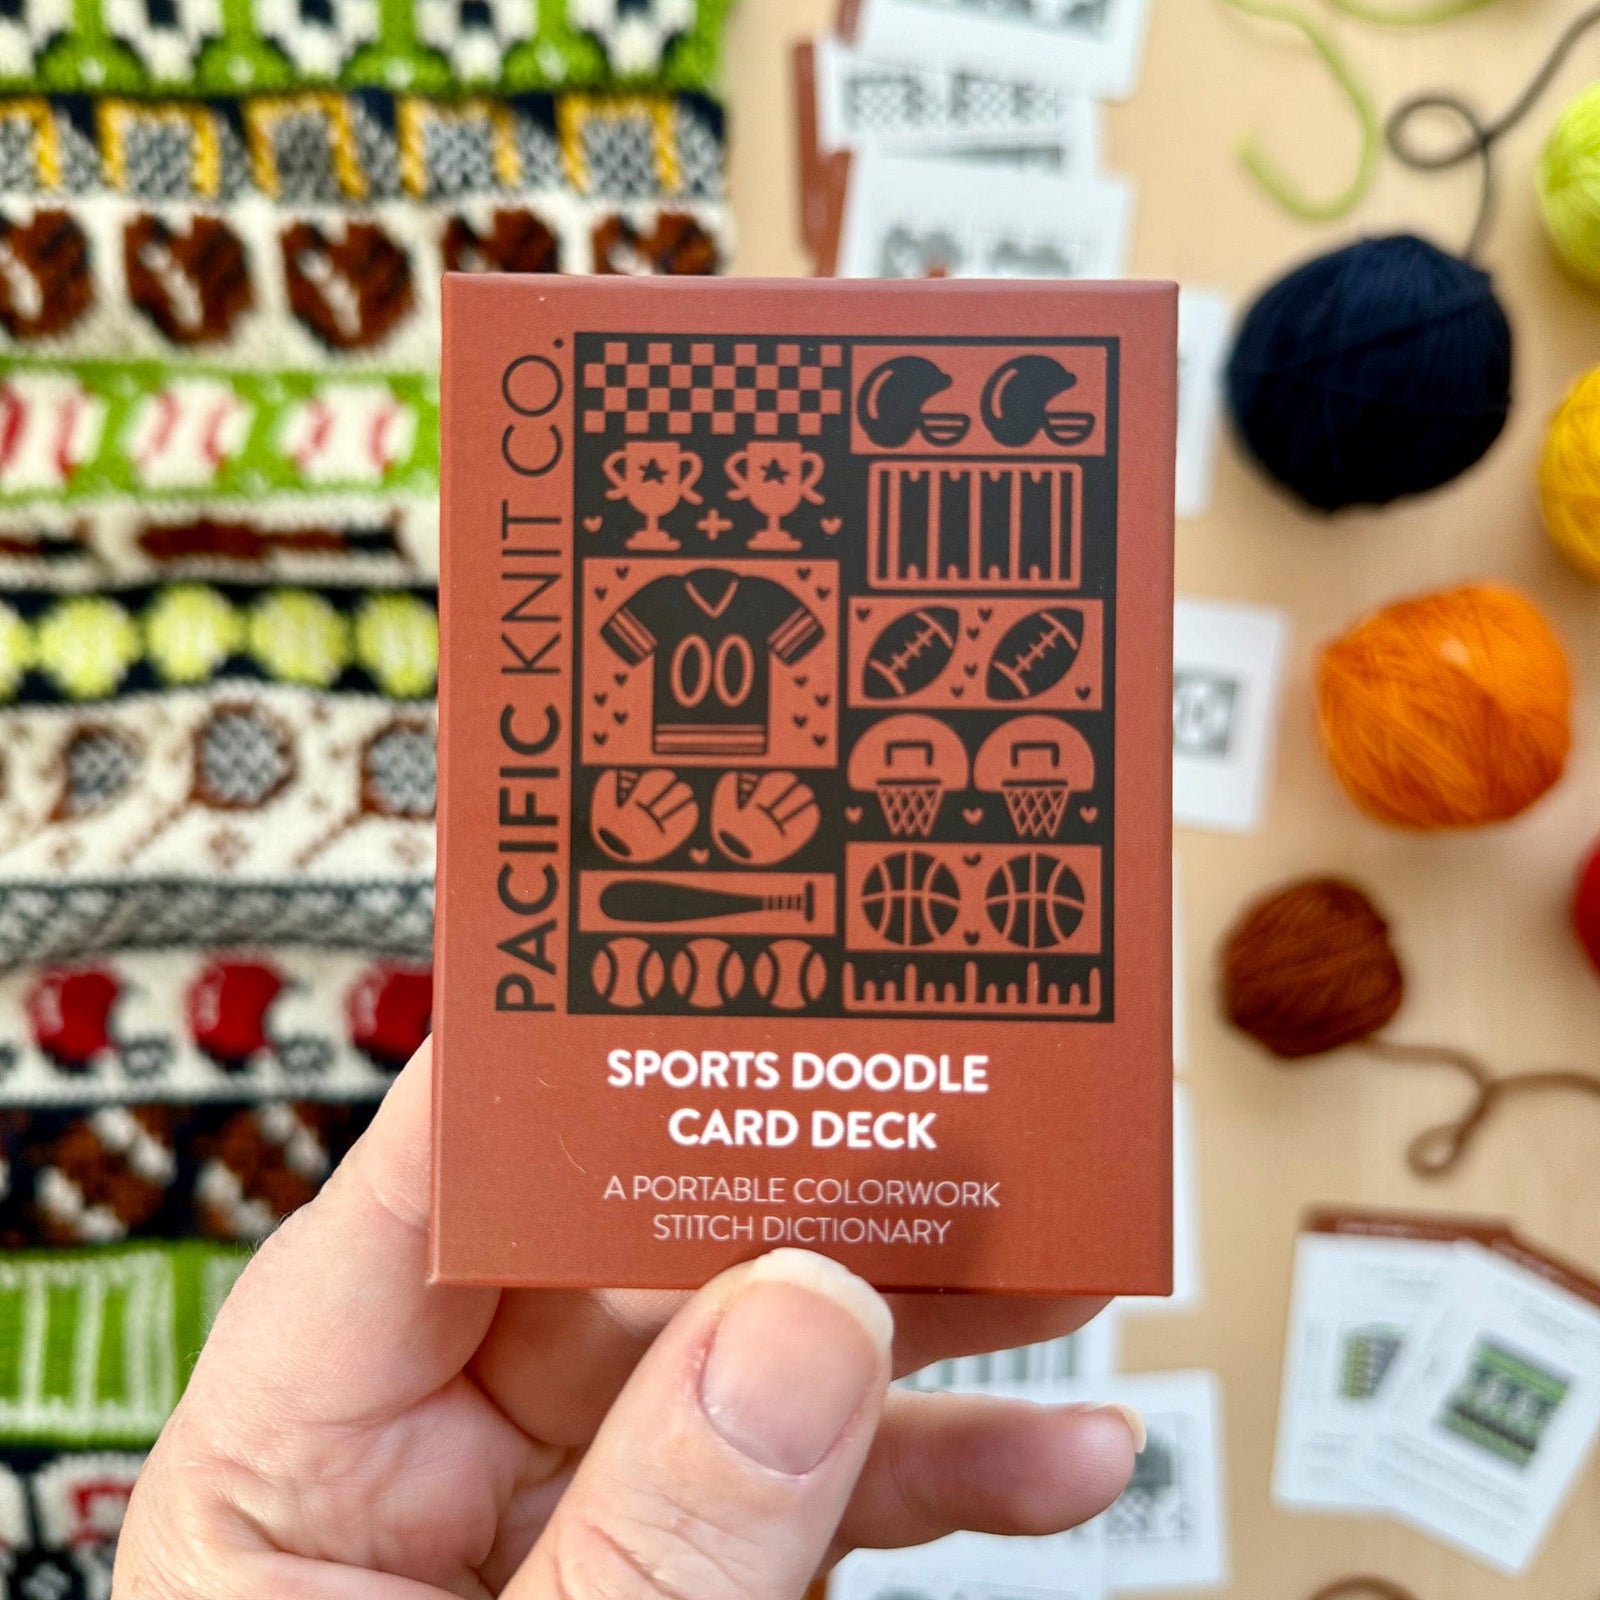 PACIFIC KNIT CO.
00
SPORTS DOODLE
CARD DECK
A PORTABLE COLORWORK
STITCH DICTIONARY